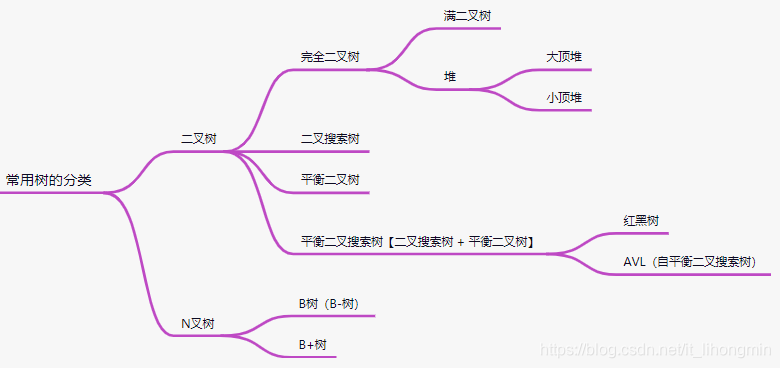 常用树的分类
二叉树
完全二叉树
满二叉树
堆
大顶堆
小顶堆
二叉搜索树
平衡二叉树
平衡二叉搜索树【二叉搜索树 + 平衡二叉树】
红黑树
AVL（自平衡二叉搜索树）
N叉树
B树（B-树）
B+树
https://blog.csdn.net/it_lihongmin